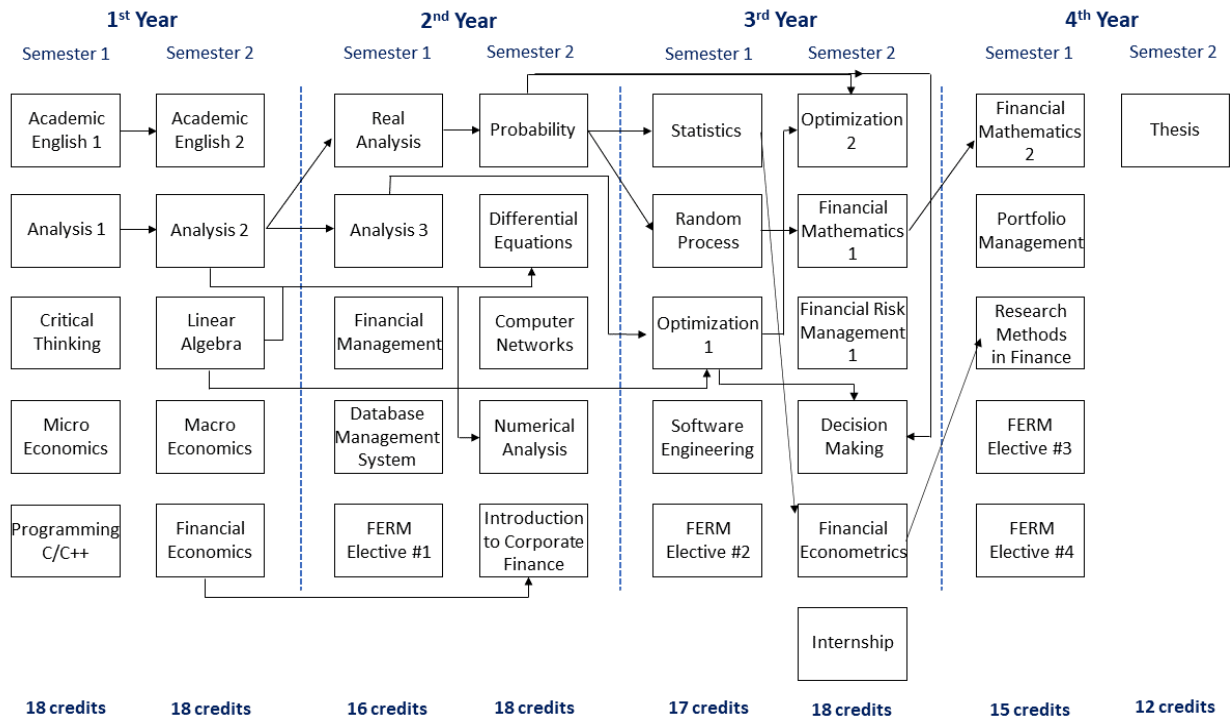 1st Year
2nd Year
3rd Year
4th Year
Semester 1
Semester 2
Semester 1
Semester 2
Semester 1
Semester 2
Semester 1
Semester 2
Academic
English 1
Academic
English 2
Real
Analysis
Probability
Statistics
Optimization
2
Financial
Mathematics
2
Thesis
Analysis 1
Analysis 2
Analysis 3
Differential
Equations
Random
Process
Financial
Mathematics
1
Portfolio
Management
Critical
Thinking
Linear
Algebra
Financial
Management
Computer
Networks
Optimization
1
Financial Risk
Management
1
Research
Methods
in Finance
Micro
Economics
Macro
Economics
Database
Management
System
Numerical
Analysis
Software
Engineering
Decision
Making
FERM
Elective #3
Programming
C/C++
Financial
Economics
FERM
Elective #1
Introduction
to Corporate
Finance
FERM
Elective #2
Financial
Econometrics
FERM
Elective #4
Internship
18 credits
18 credits
16 credits
18 credits
17 credits
18 credits
15 credits
12 credits